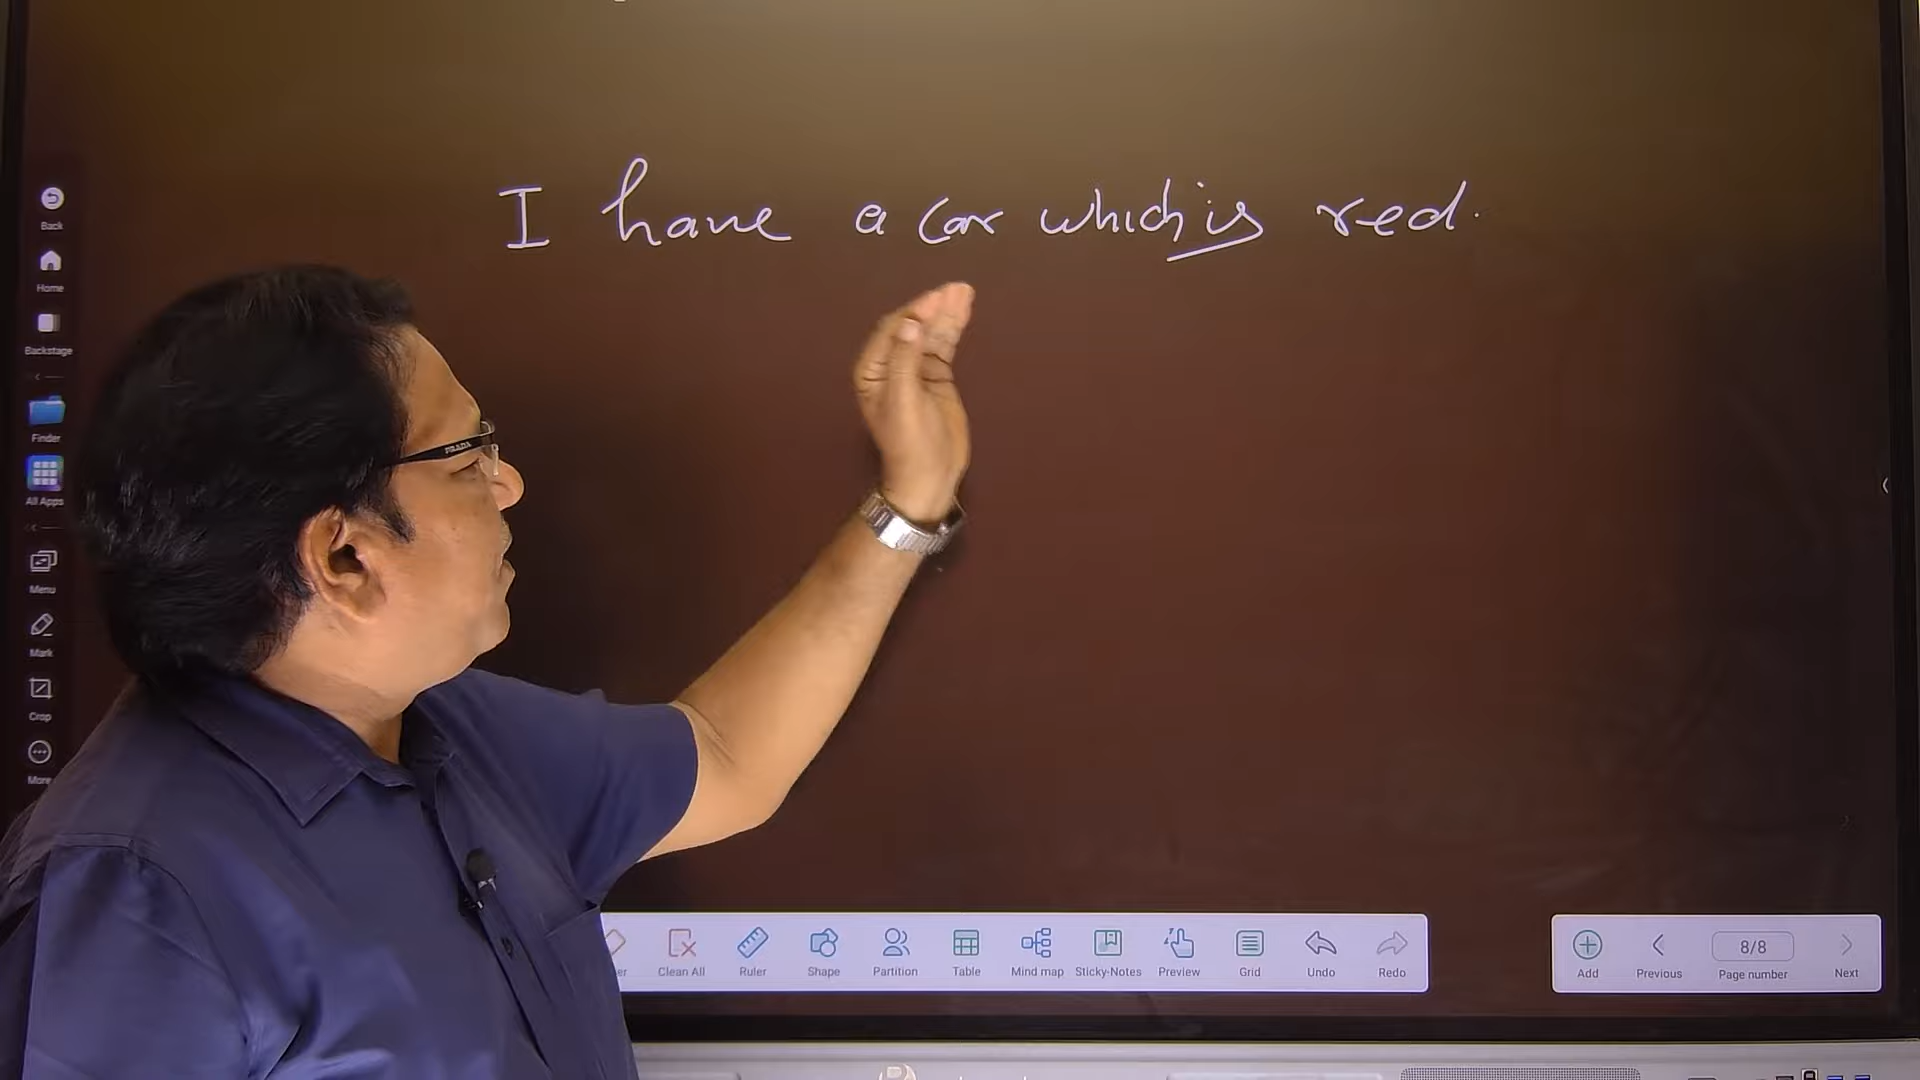 I have a car which is red.
Back
Home
Backstage
Finder
All Apps
Menu
Mark
Crop
More
PRADA
Clean All
Ruler
Shape
Partition
Table
Mind map
Sticky-Notes
Preview
Grid
Undo
Redo
Add
Previous
8/8
Page number
Next